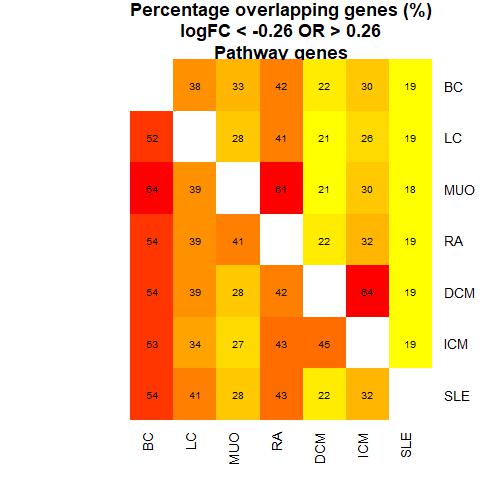 Percentage overlapping genes (%)
logFC < -0.26 OR > 0.26
Pathway genes
38 33 42 22 30 19 BC
52 28 41 21 26 19 LC
64 39 61 21 30 18 MUO
54 39 41 22 32 19 RA
54 39 28 42 64 19 DCM
53 34 27 43 45 19 ICM
54 41 28 43 22 32 SLE
BC LC MUO RA DCM ICM SLE